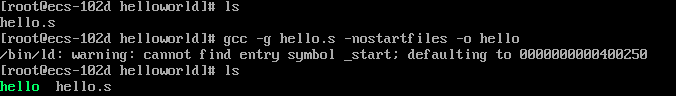 [root@ecs-102d helloworld]# ls
hello.s
[root@ecs-102d helloworld]# gcc -g hello.s -nostartfiles -o hello
/bin/ld: warning: cannot find entry symbol _start; defaulting to 0000000000400250
[root@ecs-102d helloworld]# ls
hello  hello.s